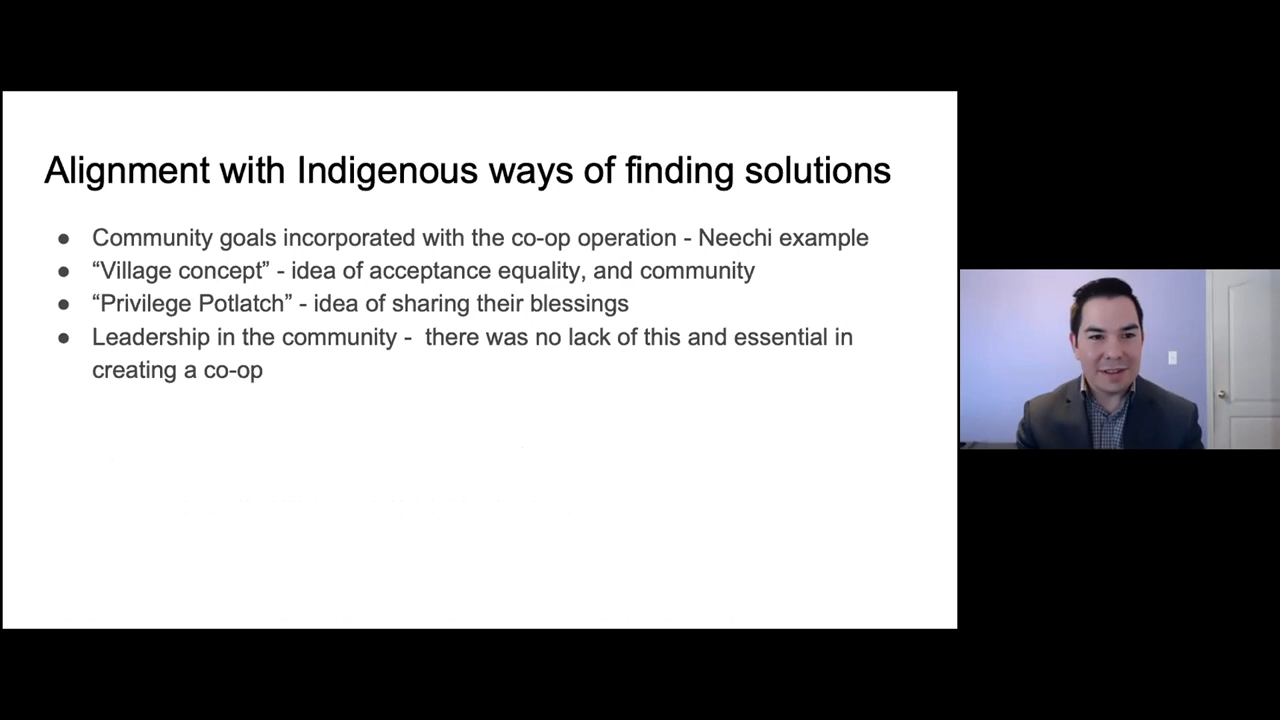 Alignment with Indigenous ways of finding solutions
● Community goals incorporated with the co-op operation - Neechi example
● “Village concept” - idea of acceptance equality, and community
● “Privilege Potlatch” - idea of sharing their blessings
● Leadership in the community -  there was no lack of this and essential in
creating a co-op